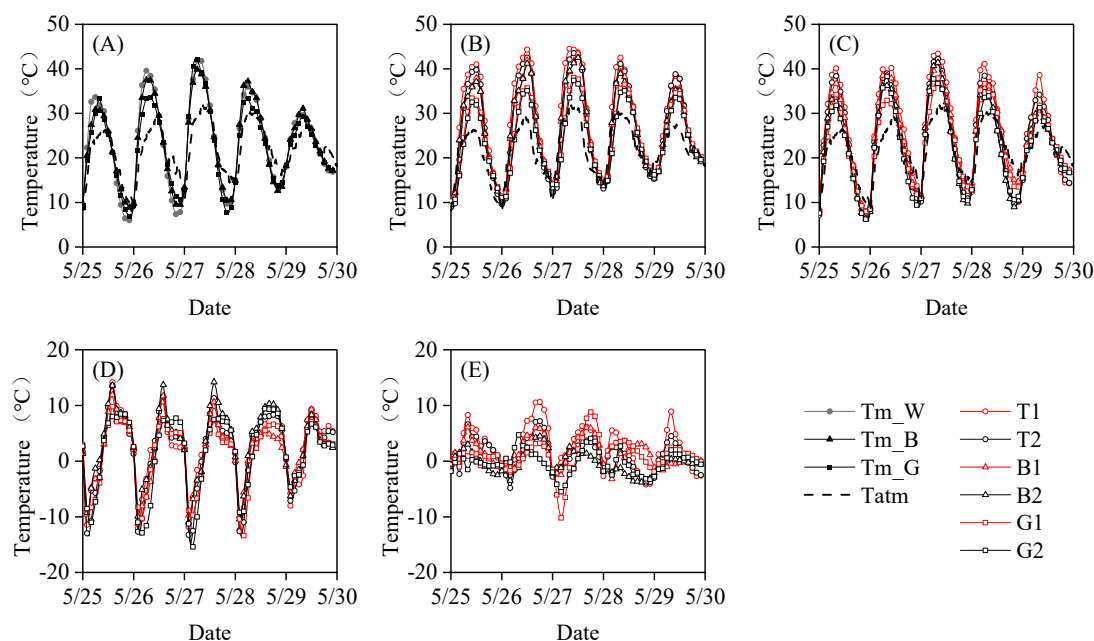 (A)
50
40
30
20
10
0
Temperature （℃）
5/25 5/26 5/27 5/28 5/29 5/30
Date
(B)
50
40
30
20
10
0
Temperature （℃）
5/25 5/26 5/27 5/28 5/29 5/30
Date
(C)
50
40
30
20
10
0
Temperature （℃）
5/25 5/26 5/27 5/28 5/29 5/30
Date
(D)
20
10
0
-10
-20
Temperature （℃）
5/25 5/26 5/27 5/28 5/29 5/30
Date
(E)
20
10
0
-10
-20
Temperature （℃）
5/25 5/26 5/27 5/28 5/29 5/30
Date
Tm_W
Tm_B
Tm_G
Tatm
T1
T2
B1
B2
G1
G2